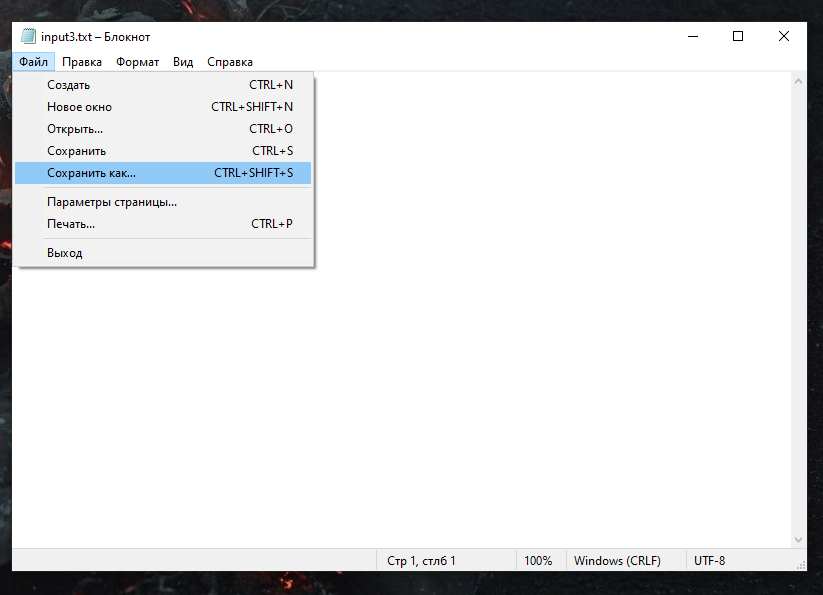 input3.txt – Блокнот
Файл Правка Формат Вид Справка
Создать CTRL+N
Новое окно CTRL+SHIFT+N
Открыть... CTRL+O
Сохранить CTRL+S
Сохранить как... CTRL+SHIFT+S
Параметры страницы...
Печать... CTRL+P
Выход
Стр 1, стлб 1 100% Windows (CRLF) UTF-8